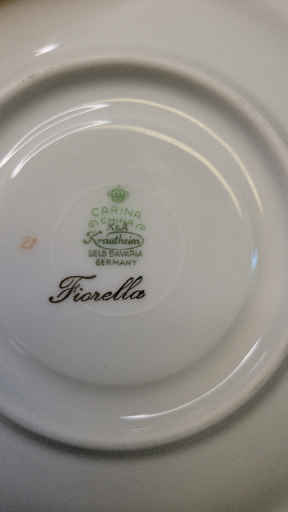 CARINA
CHINA
K&A
Krautheim
SELB BAVARIA
GERMANY
Fiorella